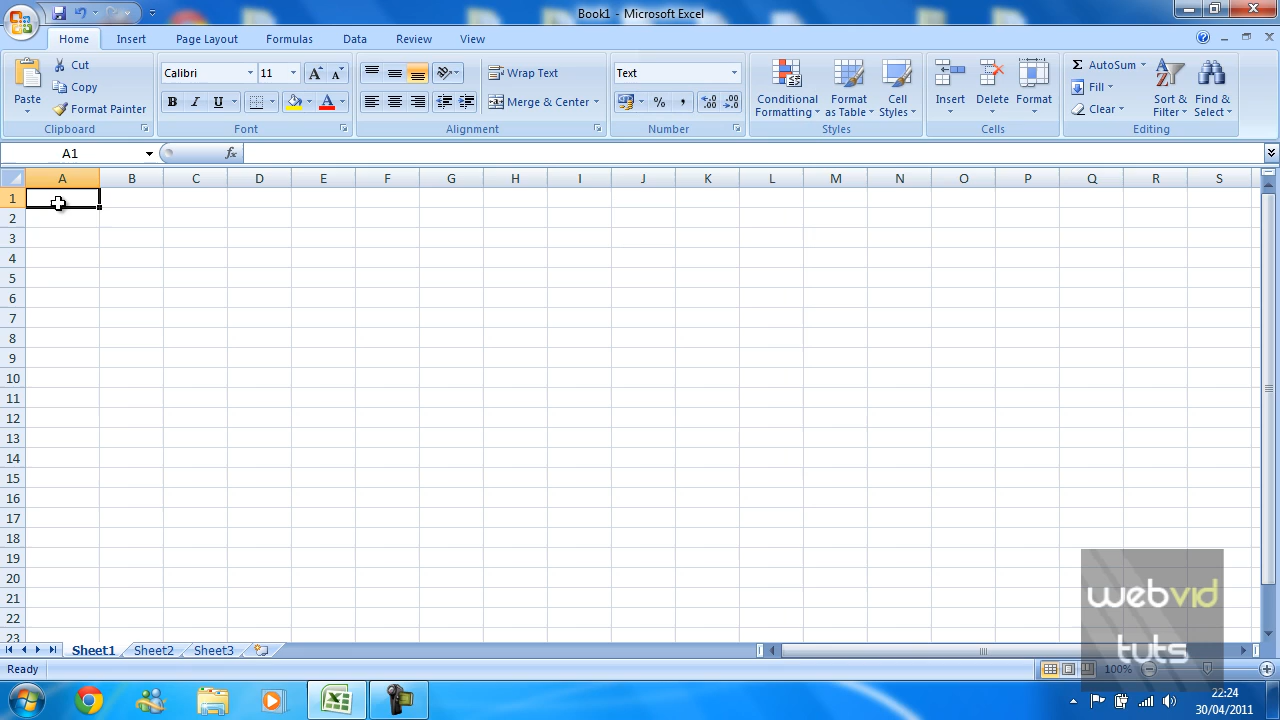 Book1 - Microsoft Excel
Home Insert Page Layout Formulas Data Review View
Paste
Cut
Copy
Format Painter
Clipboard
Calibri 11
B I U
Font
Wrap Text
Merge & Center
Alignment
Text
%
Number
Conditional Formatting
Format as Table
Cell Styles
Styles
Insert
Delete
Format
Cells
AutoSum
Fill
Clear
Sort & Filter
Find & Select
Editing
A1
fx
A B C D E F G H I J K L M N O P Q R S
1
2
3
4
5
6
7
8
9
10
11
12
13
14
15
16
17
18
19
20
21
22
23
webvid
tuts
Sheet1 Sheet2 Sheet3
Ready
100%
22:24
30/04/2011